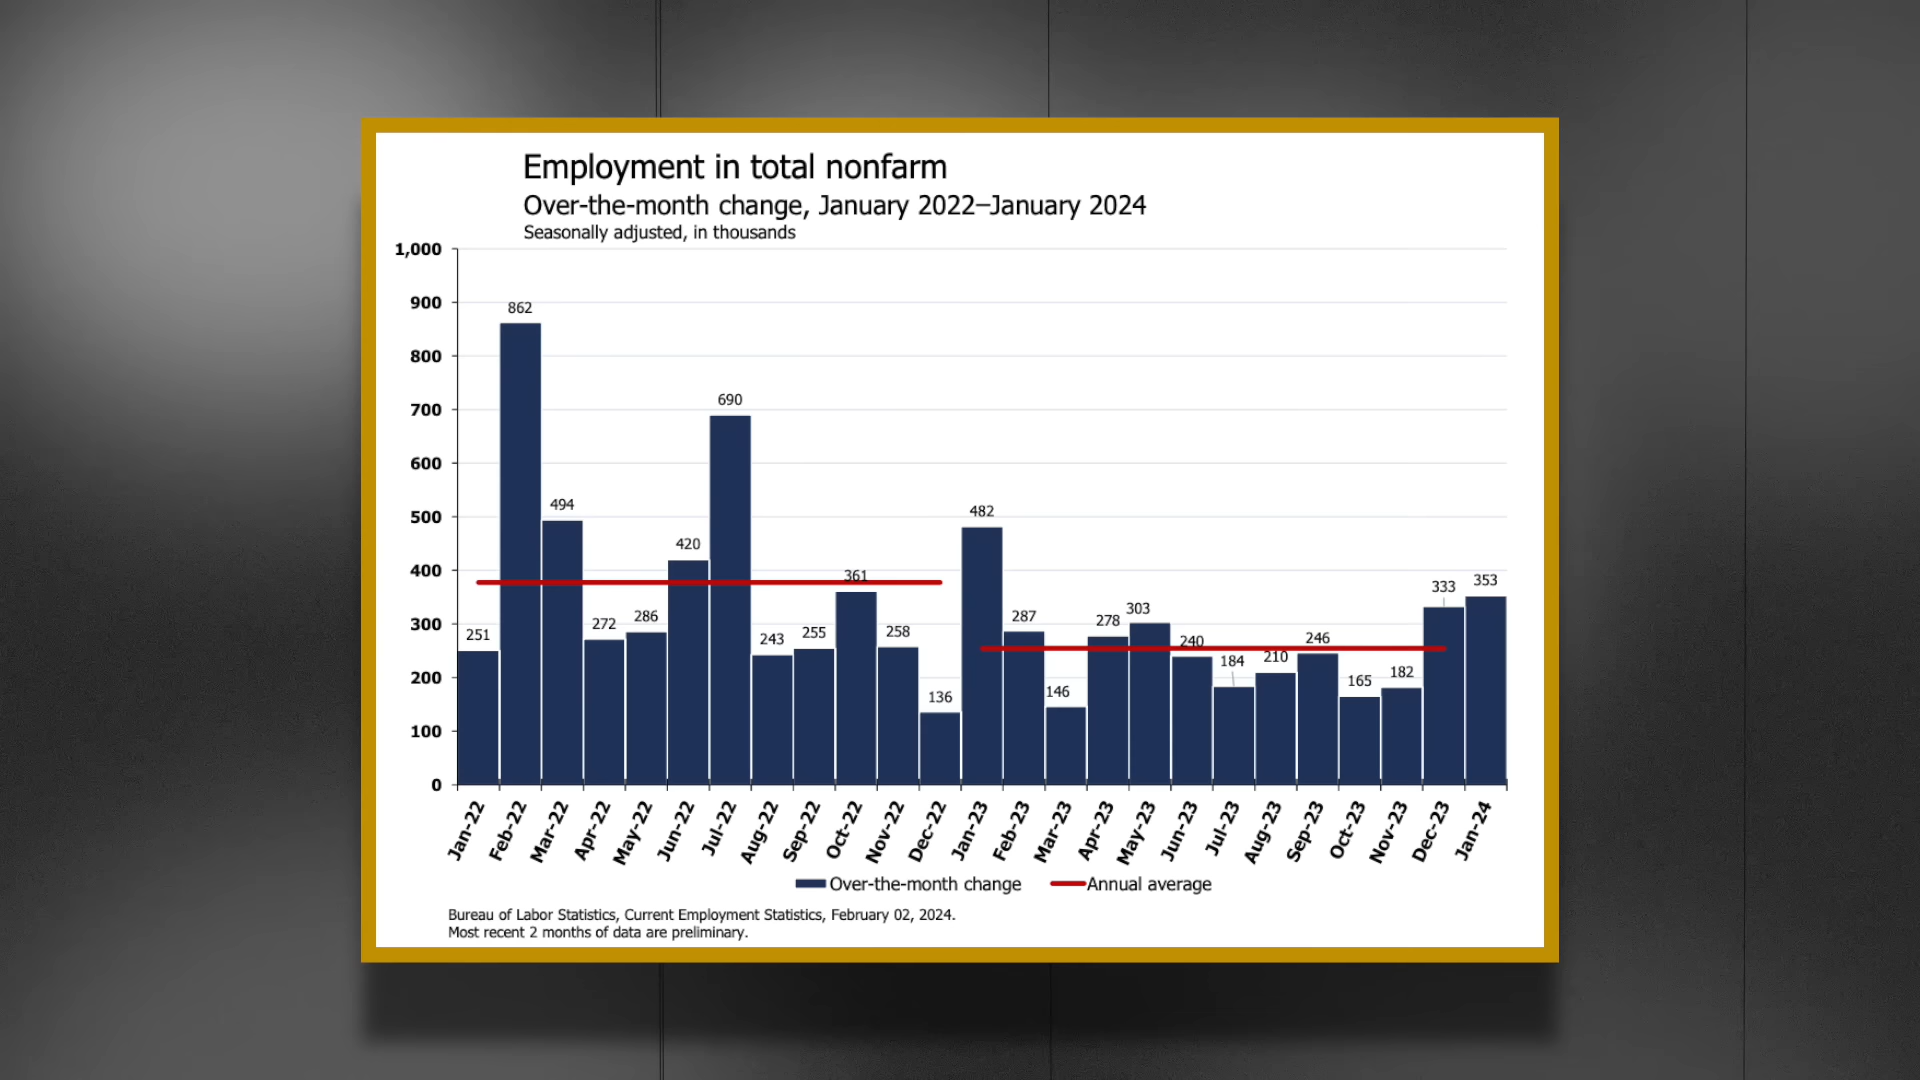 Employment in total nonfarm
Over-the-month change, January 2022–January 2024
Seasonally adjusted, in thousands
1,000
900
800
700
600
500
400
300
200
100
0
251
862
494
272
286
420
690
243
255
361
258
136
482
287
146
278
303
240
184
210
246
165
182
333
353
Jan-22
Feb-22
Mar-22
Apr-22
May-22
Jun-22
Jul-22
Aug-22
Sep-22
Oct-22
Nov-22
Dec-22
Jan-23
Feb-23
Mar-23
Apr-23
May-23
Jun-23
Jul-23
Aug-23
Sep-23
Oct-23
Nov-23
Dec-23
Jan-24
Over-the-month change
Annual average
Bureau of Labor Statistics, Current Employment Statistics, February 02, 2024.
Most recent 2 months of data are preliminary.